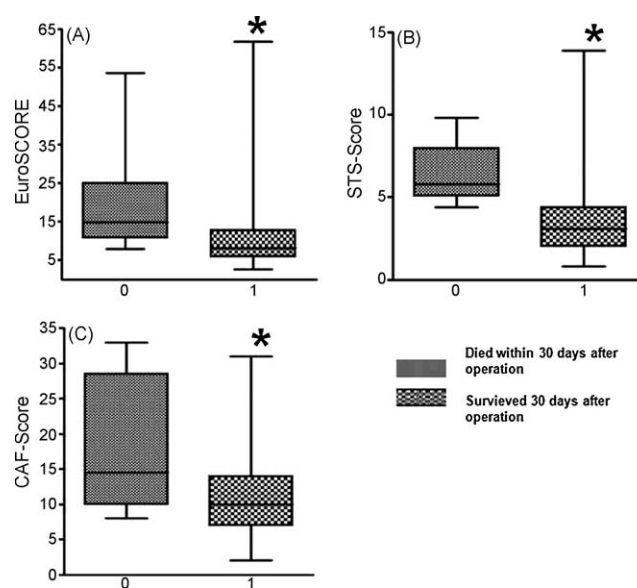 (A)
*
EuroSCORE
65
55
45
35
25
15
5
0 1
(B)
*
STS-Score
15
10
5
0
0 1
(C)
*
CAF-Score
35
30
25
20
15
10
5
0
0 1
Died within 30 days after
operation
Survieved 30 days after
operation